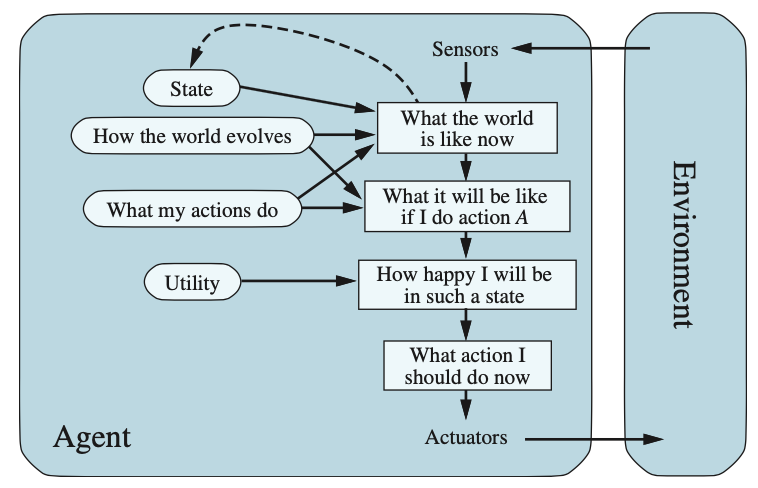 Sensors
State
What the world
is like now
How the world evolves
What it will be like
if I do action A
What my actions do
Utility
How happy I will be
in such a state
What action I
should do now
Agent
Actuators
Environment